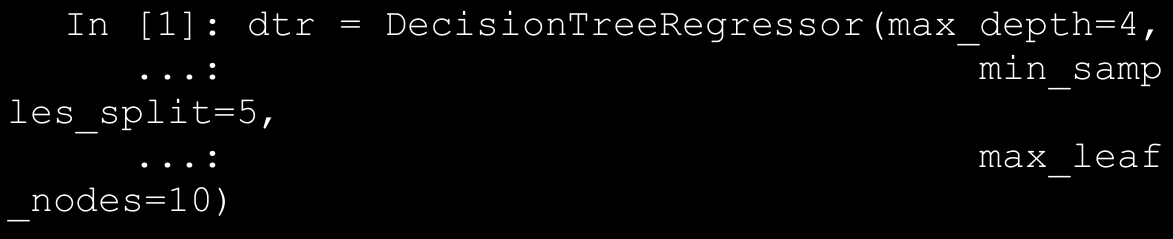 In [1]: dtr = DecisionTreeRegressor(max_depth=4,
...: min_samp
les_split=5,
...: max_leaf
_nodes=10)